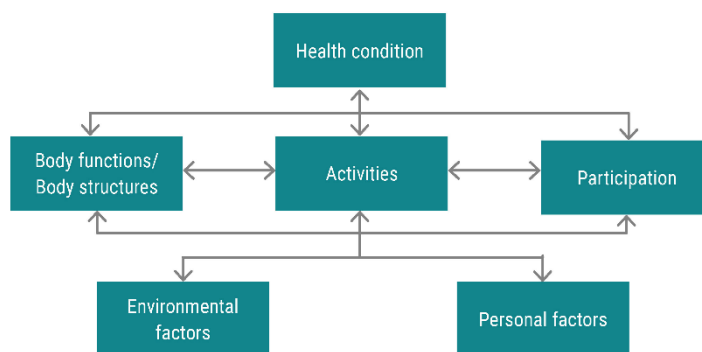 Health condition
Body functions/
Body structures
Activities
Participation
Environmental
factors
Personal factors